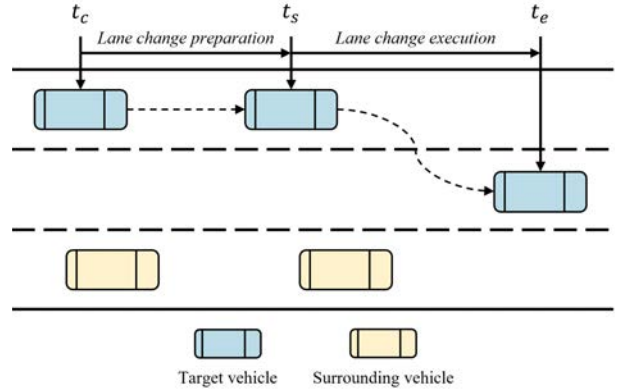 t_c t_s t_e
Lane change preparation Lane change execution
Target vehicle Surrounding vehicle